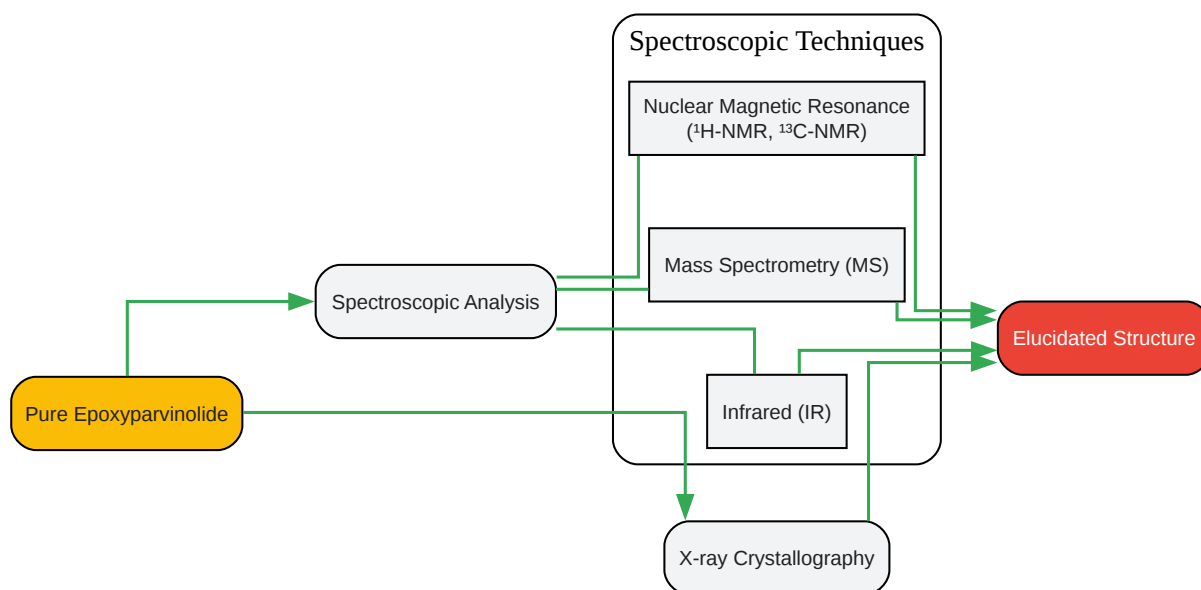 Spectroscopic Techniques
Nuclear Magnetic Resonance
(¹H-NMR, ¹³C-NMR)
Mass Spectrometry (MS)
Spectroscopic Analysis
Elucidated Structure
Pure Epoxyparvinolide
Infrared (IR)
X-ray Crystallography